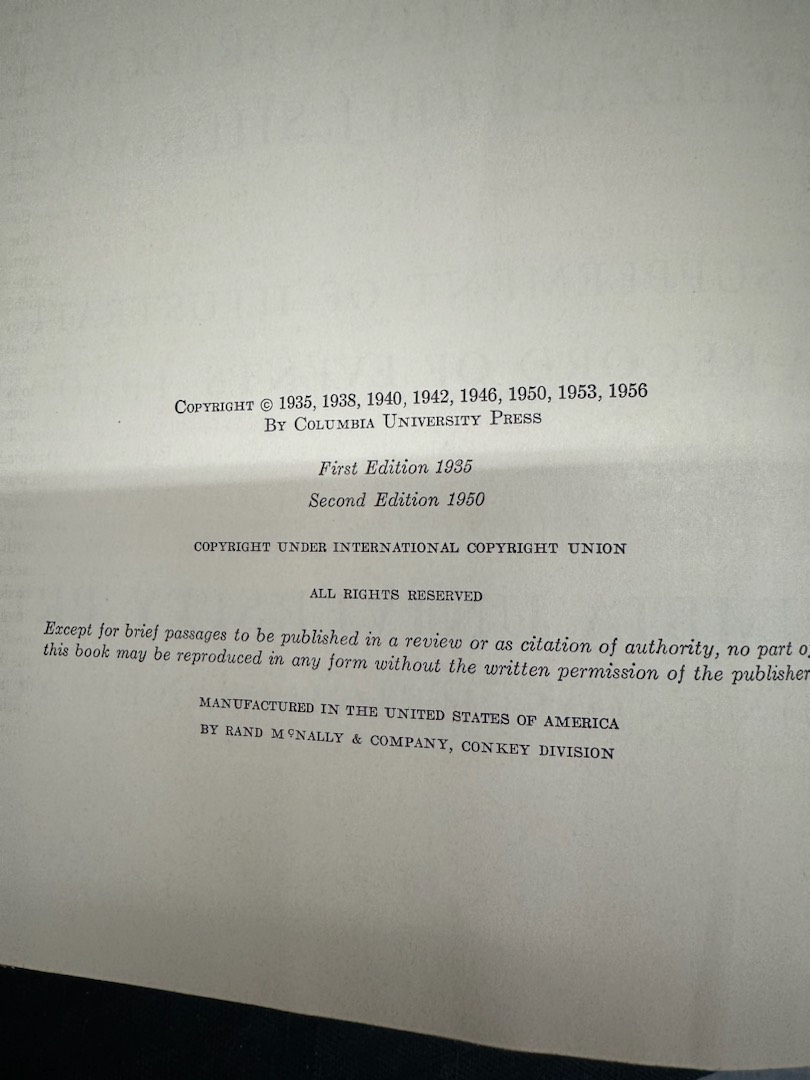 COPYRIGHT © 1935, 1938, 1940, 1942, 1946, 1950, 1953, 1956
BY COLUMBIA UNIVERSITY PRESS
First Edition 1935
Second Edition 1950
COPYRIGHT UNDER INTERNATIONAL COPYRIGHT UNION
ALL RIGHTS RESERVED
Except for brief passages to be published in a review or as citation of authority, no part of
this book may be reproduced in any form without the written permission of the publisher
MANUFACTURED IN THE UNITED STATES OF AMERICA
BY RAND MᶜNALLY & COMPANY, CONKEY DIVISION